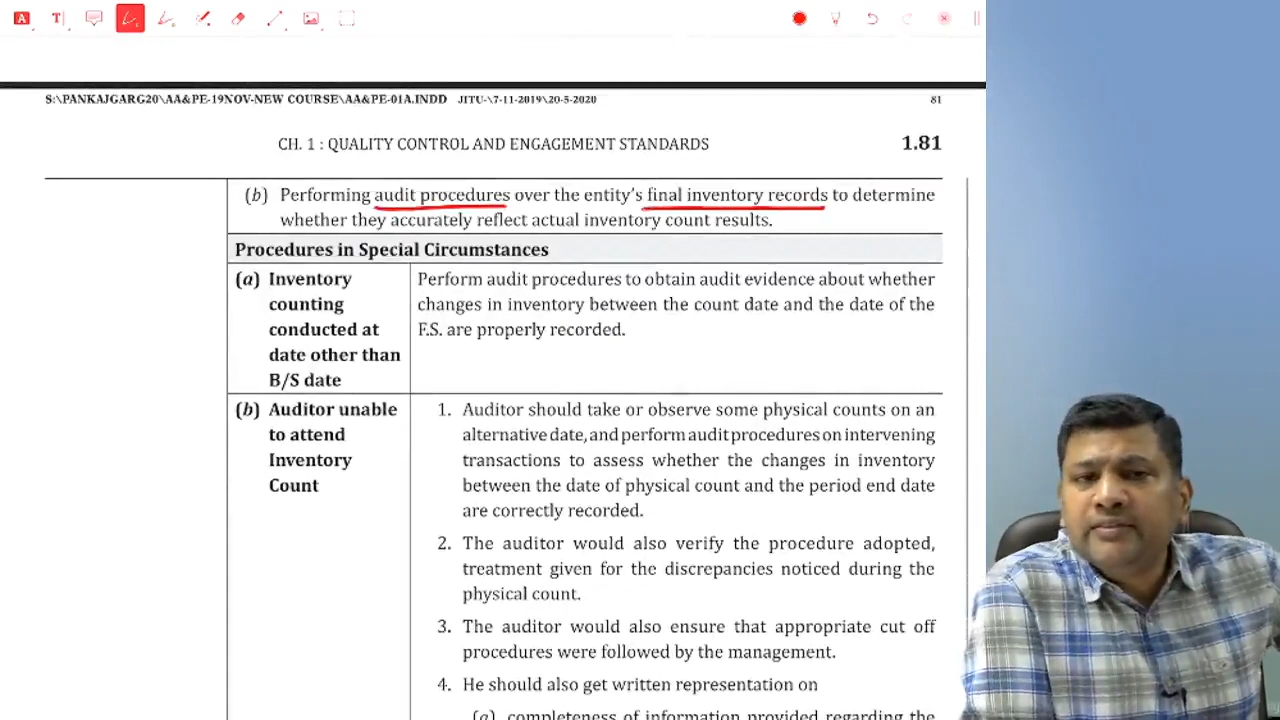 S:\PANKAJGARG20\AA&PE-19NOV-NEW COURSE\AA&PE-01A.INDD JITU-\7-11-2019\20-5-2020
81
CH. 1 : QUALITY CONTROL AND ENGAGEMENT STANDARDS
1.81
(b) Performing audit procedures over the entity's final inventory records to determine
whether they accurately reflect actual inventory count results.
Procedures in Special Circumstances
(a) Inventory
counting
conducted at
date other than
B/S date
Perform audit procedures to obtain audit evidence about whether
changes in inventory between the count date and the date of the
F.S. are properly recorded.
(b) Auditor unable
to attend
Inventory
Count
1. Auditor should take or observe some physical counts on an
alternative date, and perform audit procedures on intervening
transactions to assess whether the changes in inventory
between the date of physical count and the period end date
are correctly recorded.
2. The auditor would also verify the procedure adopted,
treatment given for the discrepancies noticed during the
physical count.
3. The auditor would also ensure that appropriate cut off
procedures were followed by the management.
4. He should also get written representation on
(a) completeness of information provided regarding the